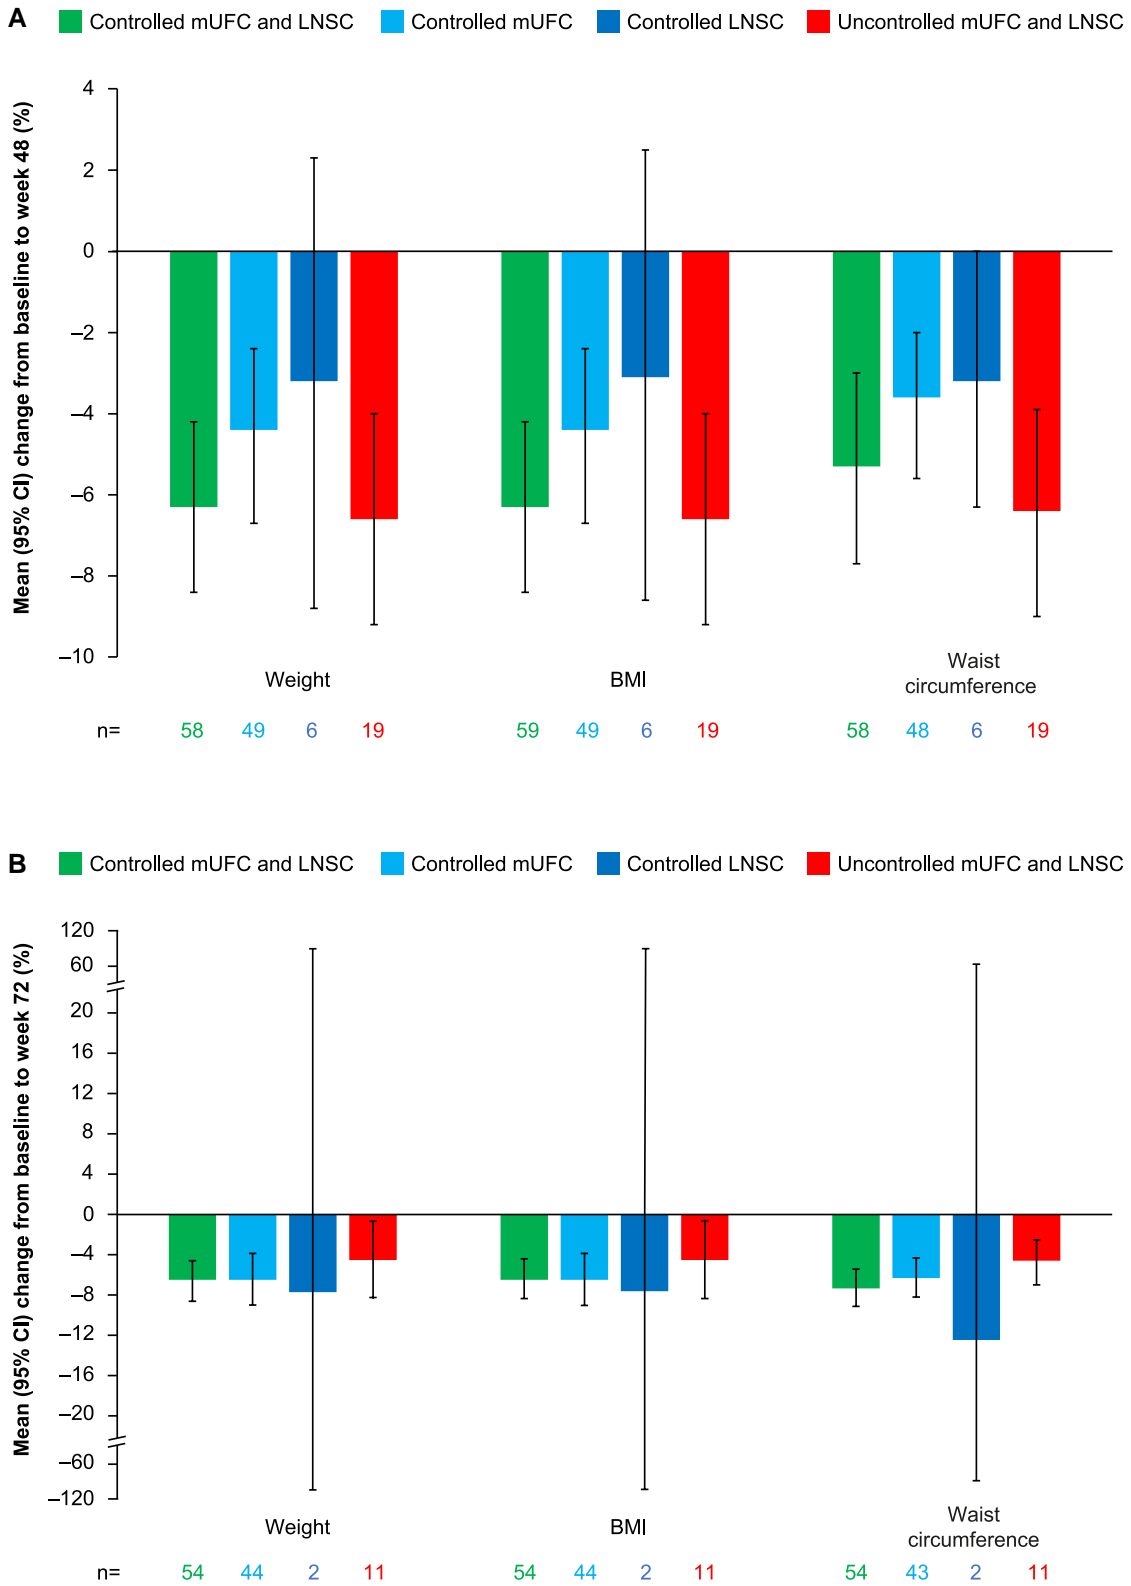 A
Controlled mUFC and LNSC Controlled mUFC Controlled LNSC Uncontrolled mUFC and LNSC
Mean (95% CI) change from baseline to week 48 (%)
4
2
0
–2
–4
–6
–8
–10
Weight BMI Waist
circumference
n= 58 49 6 19 59 49 6 19 58 48 6 19
B
Controlled mUFC and LNSC Controlled mUFC Controlled LNSC Uncontrolled mUFC and LNSC
Mean (95% CI) change from baseline to week 72 (%)
120
60
20
16
12
8
4
0
–4
–8
–12
–16
–20
–60
–120
Weight BMI Waist
circumference
n= 54 44 2 11 54 44 2 11 54 43 2 11